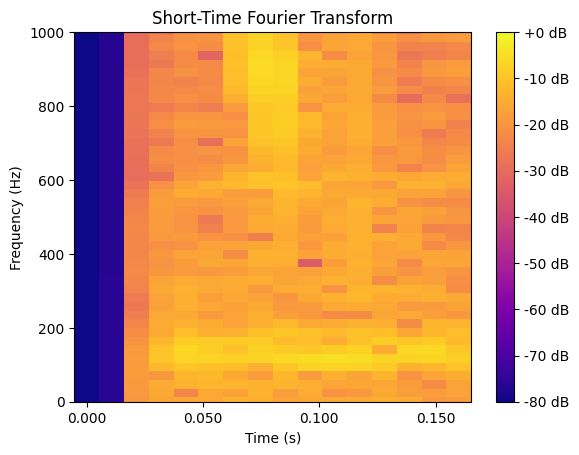 Short-Time Fourier Transform
Frequency (Hz)
1000
800
600
400
200
0
0.000
0.050
0.100
0.150
Time (s)
+0 dB
-10 dB
-20 dB
-30 dB
-40 dB
-50 dB
-60 dB
-70 dB
-80 dB